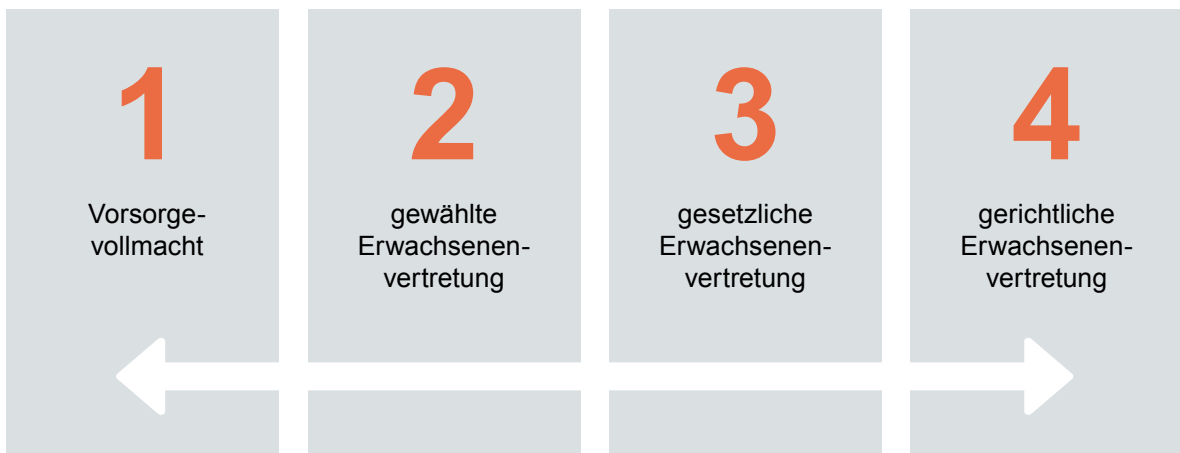 1
Vorsorge-
vollmacht
2
gewählte
Erwachsenen-
vertretung
3
gesetzliche
Erwachsenen-
vertretung
4
gerichtliche
Erwachsenen-
vertretung